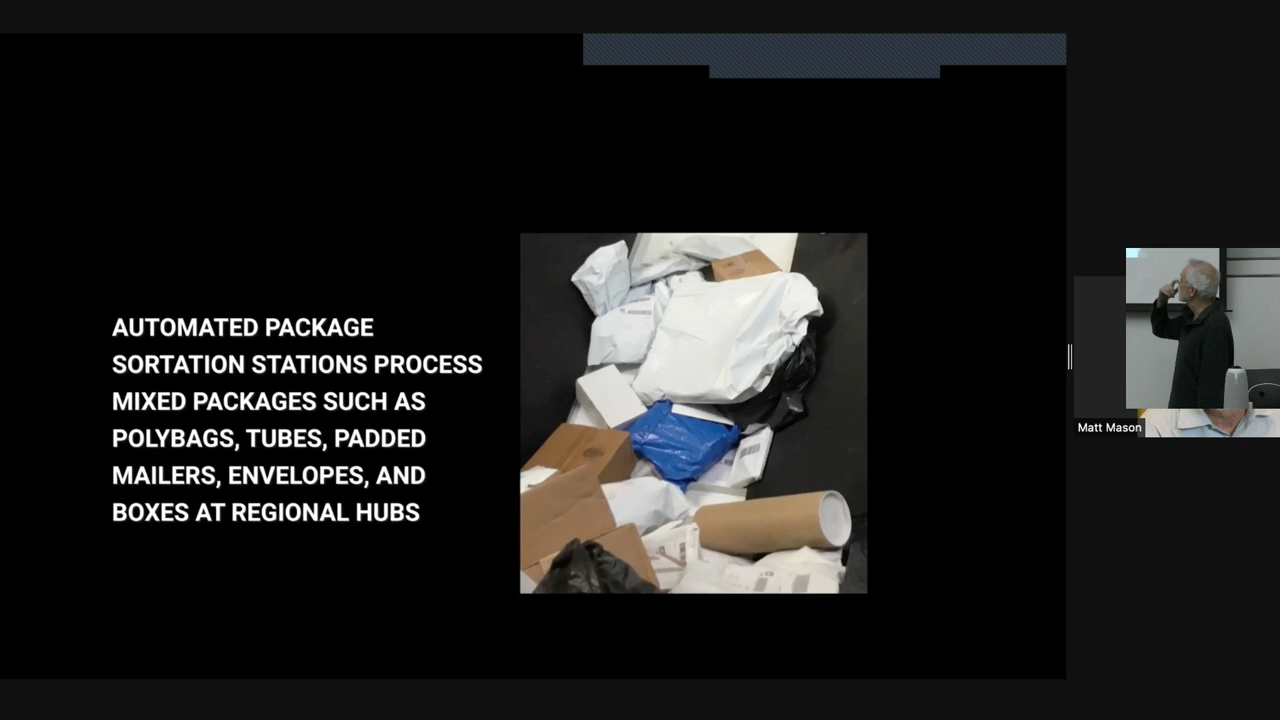 AUTOMATED PACKAGE
SORTATION STATIONS PROCESS
MIXED PACKAGES SUCH AS
POLYBAGS, TUBES, PADDED
MAILERS, ENVELOPES, AND
BOXES AT REGIONAL HUBS
Matt Mason